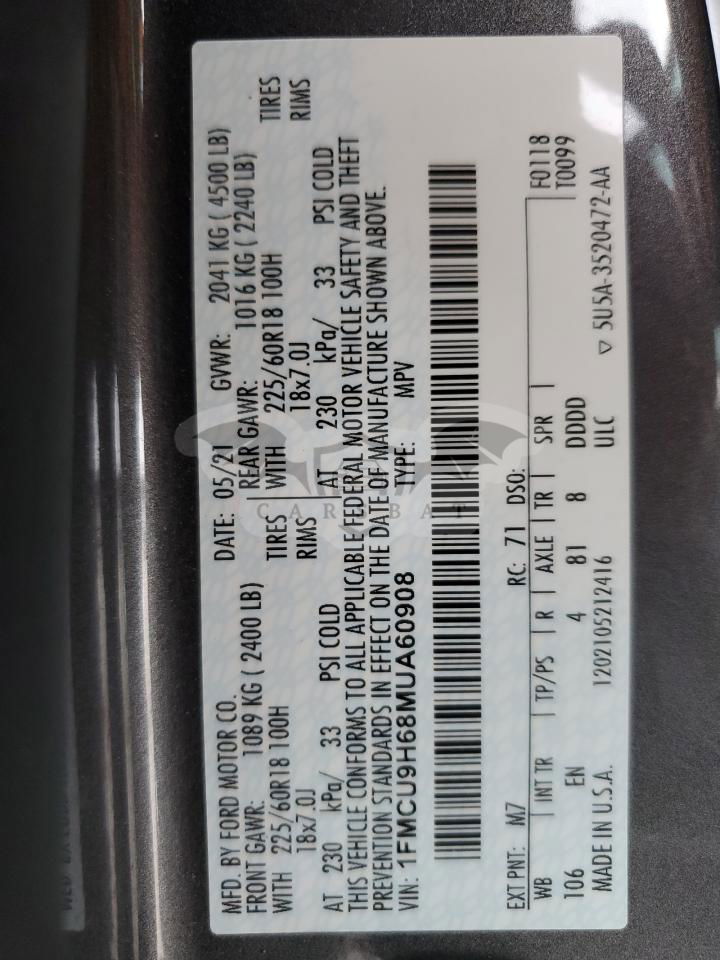 MFD. BY FORD MOTOR CO. DATE: 05/21 GVWR: 2041 KG ( 4500 LB)
FRONT GAWR: 1089 KG ( 2400 LB) REAR GAWR: 1016 KG ( 2240 LB)
WITH 225/60R18 100H TIRES WITH 225/60R18 100H TIRES
18x7.0J RIMS 18x7.0J RIMS
AT 230 kPa/ 33 PSI COLD AT 230 kPa/ 33 PSI COLD
THIS VEHICLE CONFORMS TO ALL APPLICABLE FEDERAL MOTOR VEHICLE SAFETY AND THEFT
PREVENTION STANDARDS IN EFFECT ON THE DATE OF MANUFACTURE SHOWN ABOVE.
VIN: 1FMCU9H68MUA60908 TYPE: MPV
EXT PNT: M7 RC: 71 DSO: F0118
WB INT TR TP/PS R AXLE TR SPR T0099
106 EN 4 81 8 DDDD
MADE IN U.S.A. 1202105212416 ULC ▽ 5U5A-3520472-AA
CAR BAT